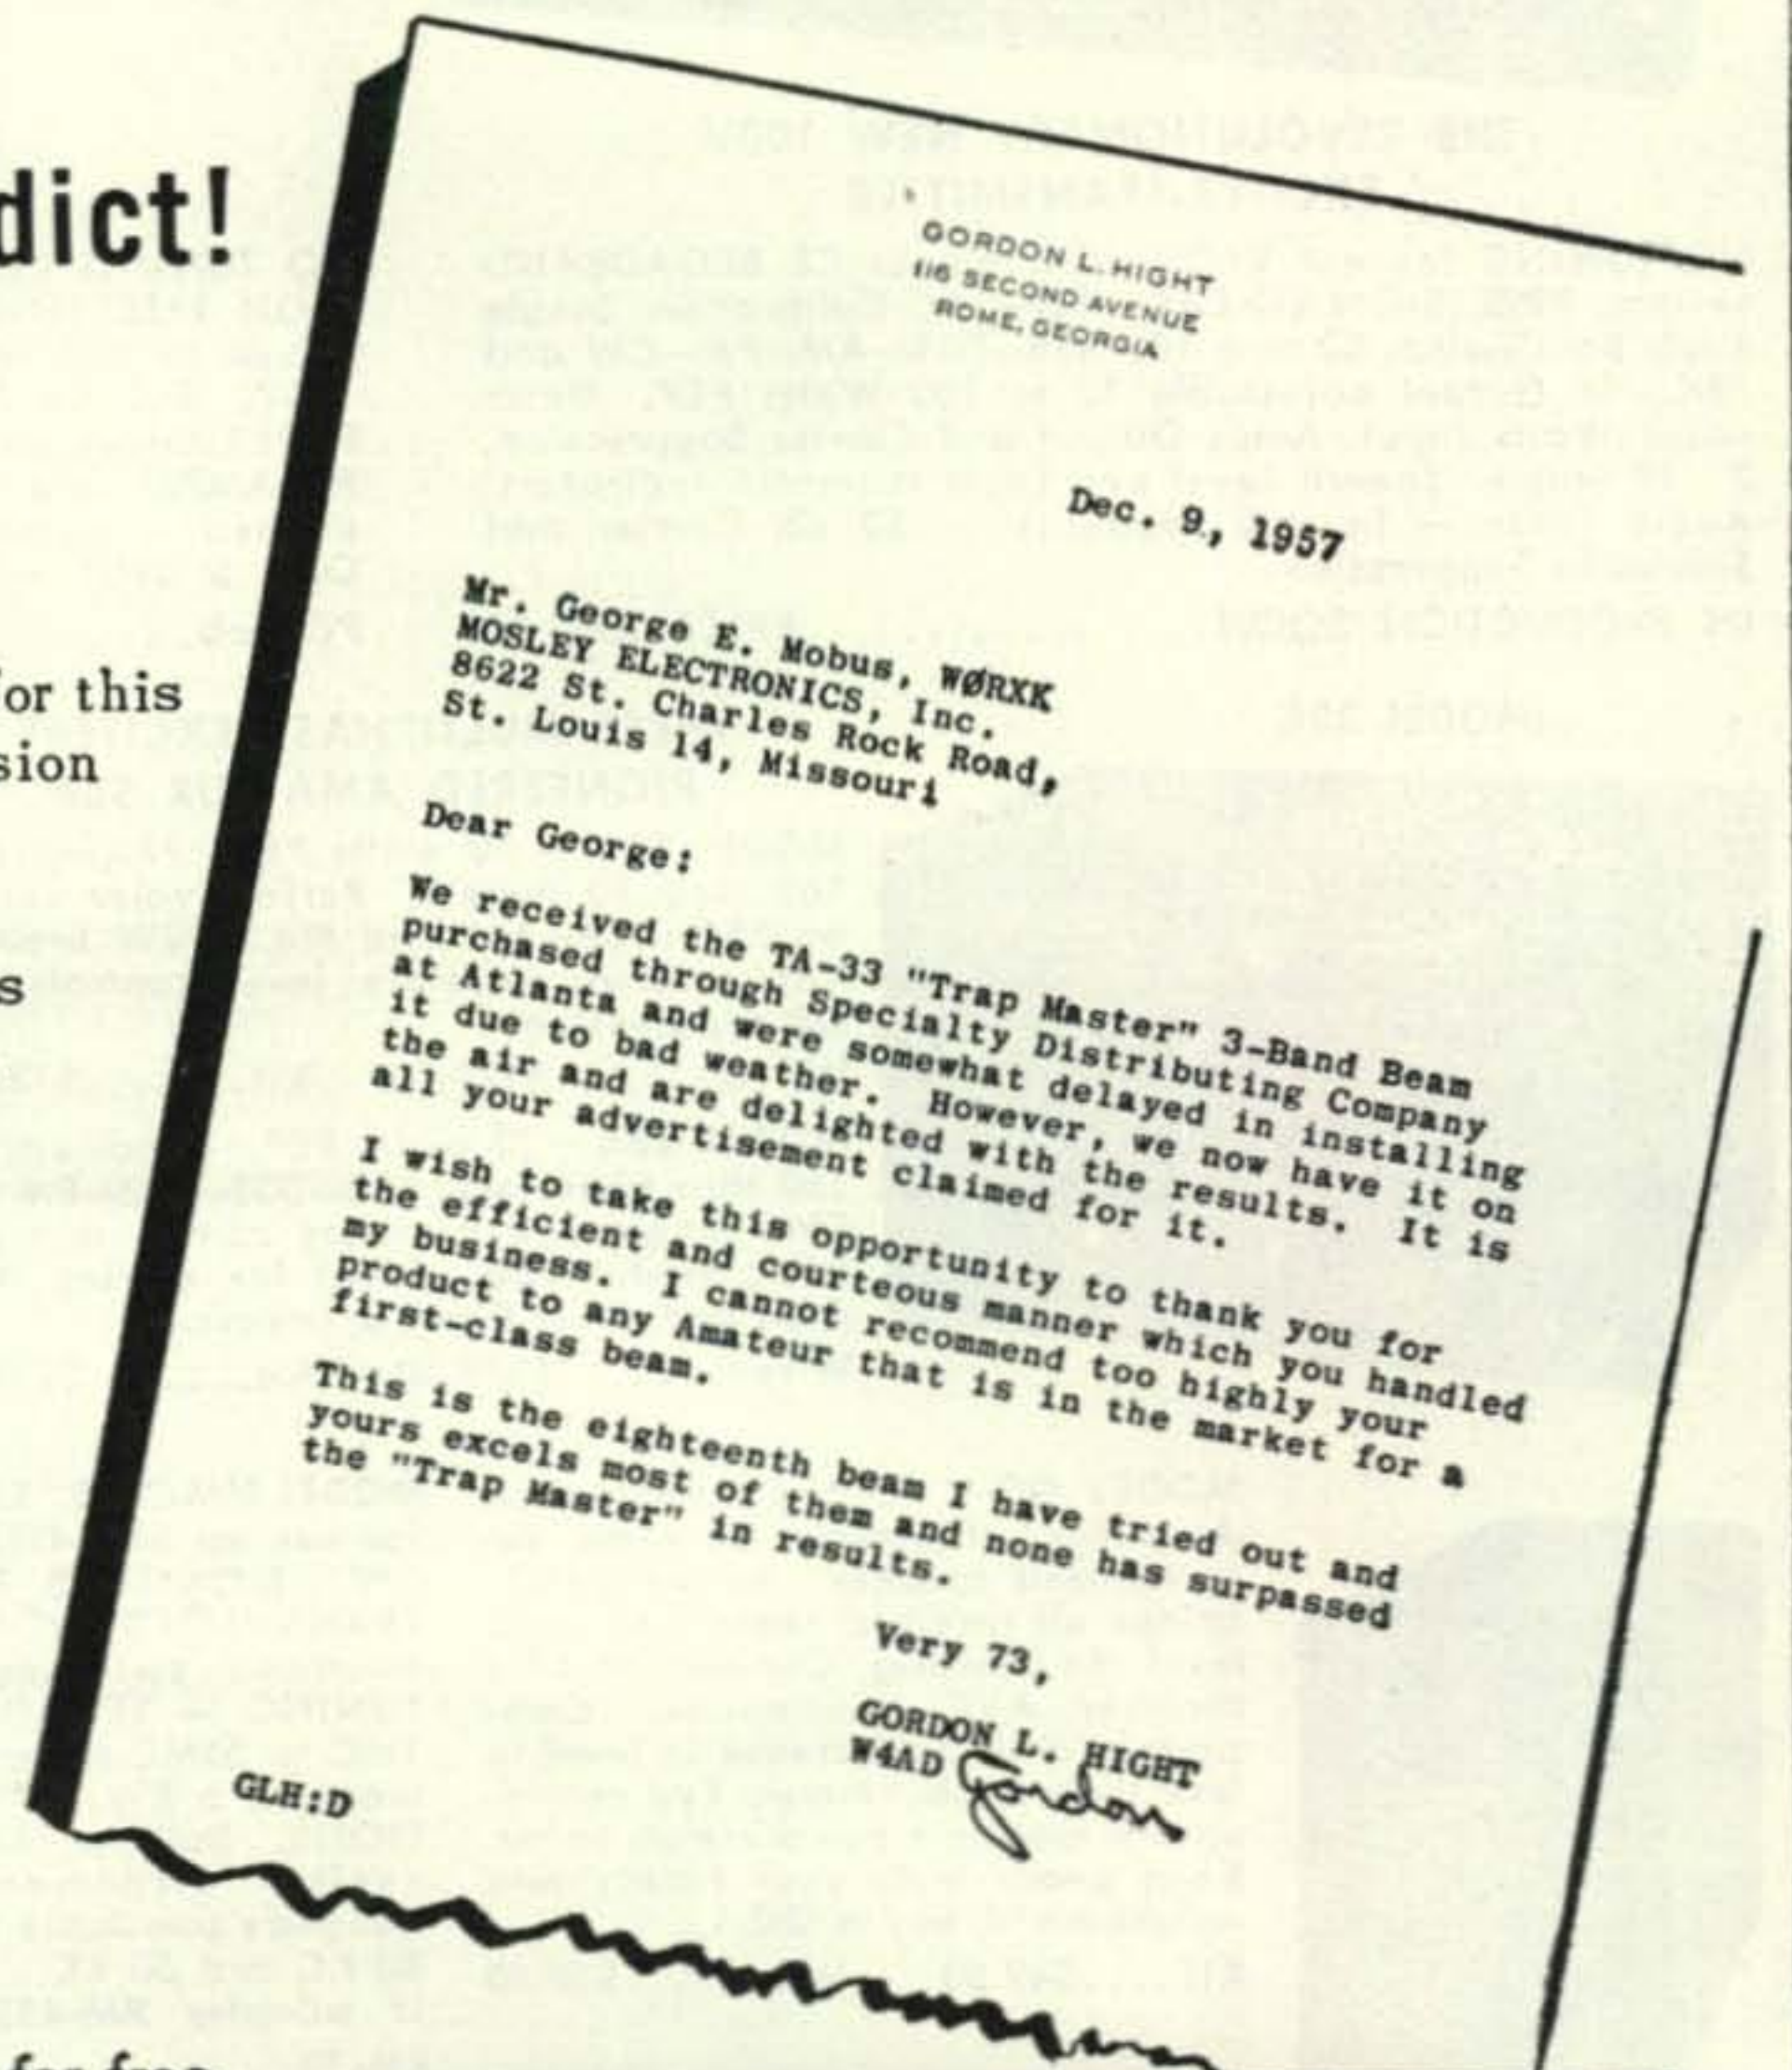 dict!
or this
sion
s
for free
GORDON L. HIGHT
116 SECOND AVENUE
ROME, GEORGIA
Dec. 9, 1957
Mr. George E. Mobus, WØRXK
MOSLEY ELECTRONICS, Inc.
8622 St. Charles Rock Road,
St. Louis 14, Missouri
Dear George:
We received the TA-33 "Trap Master" 3-Band Beam
purchased through Specialty Distributing Company
at Atlanta and were somewhat delayed in installing
it due to bad weather. However, we now have it on
the air and are delighted with the results. It is
all your advertisement claimed for it.
I wish to take this opportunity to thank you for
the efficient and courteous manner which you handled
my business. I cannot recommend too highly your
product to any Amateur that is in the market for a
first-class beam.
This is the eighteenth beam I have tried out and
yours excels most of them and none has surpassed
the "Trap Master" in results.
Very 73,
GORDON L. HIGHT
W4AD Gordon
GLH:D